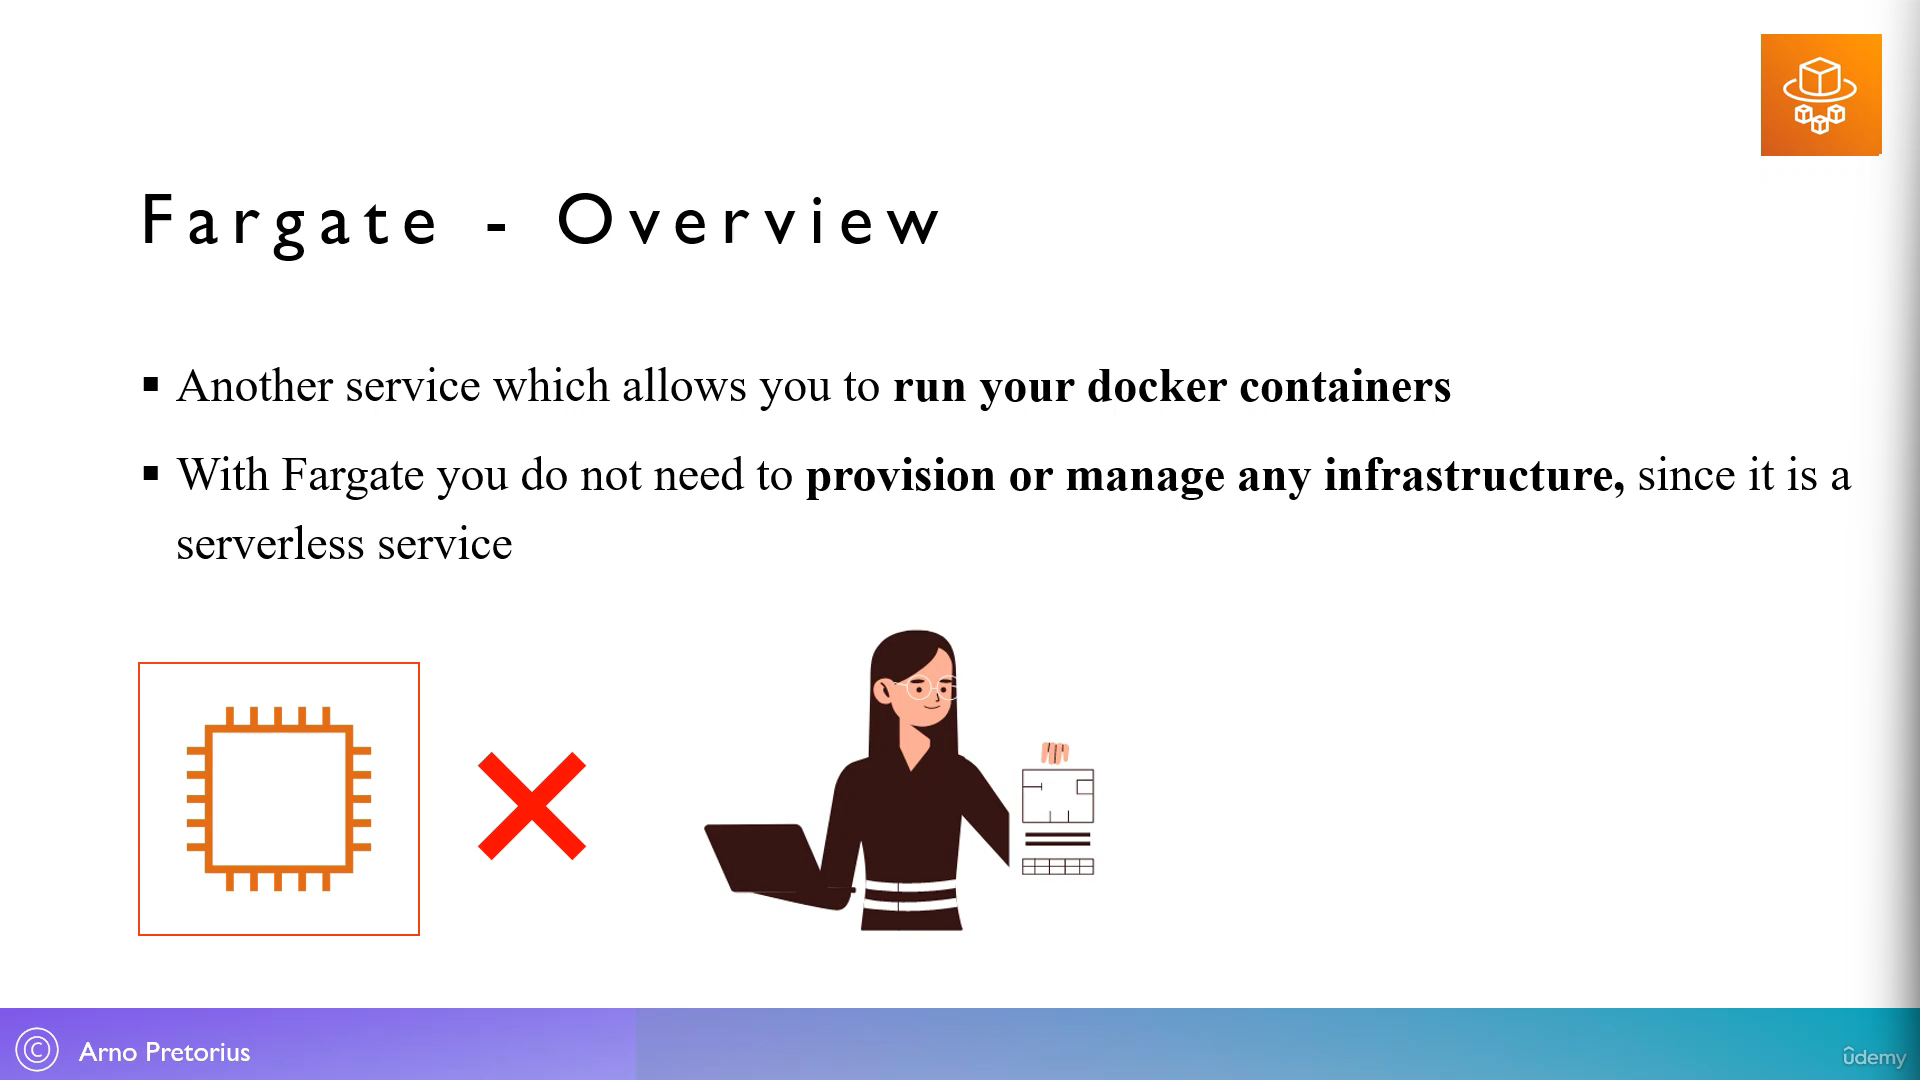 Fargate - Overview
▪ Another service which allows you to run your docker containers
▪ With Fargate you do not need to provision or manage any infrastructure, since it is a
serverless service
© Arno Pretorius
ûdemy